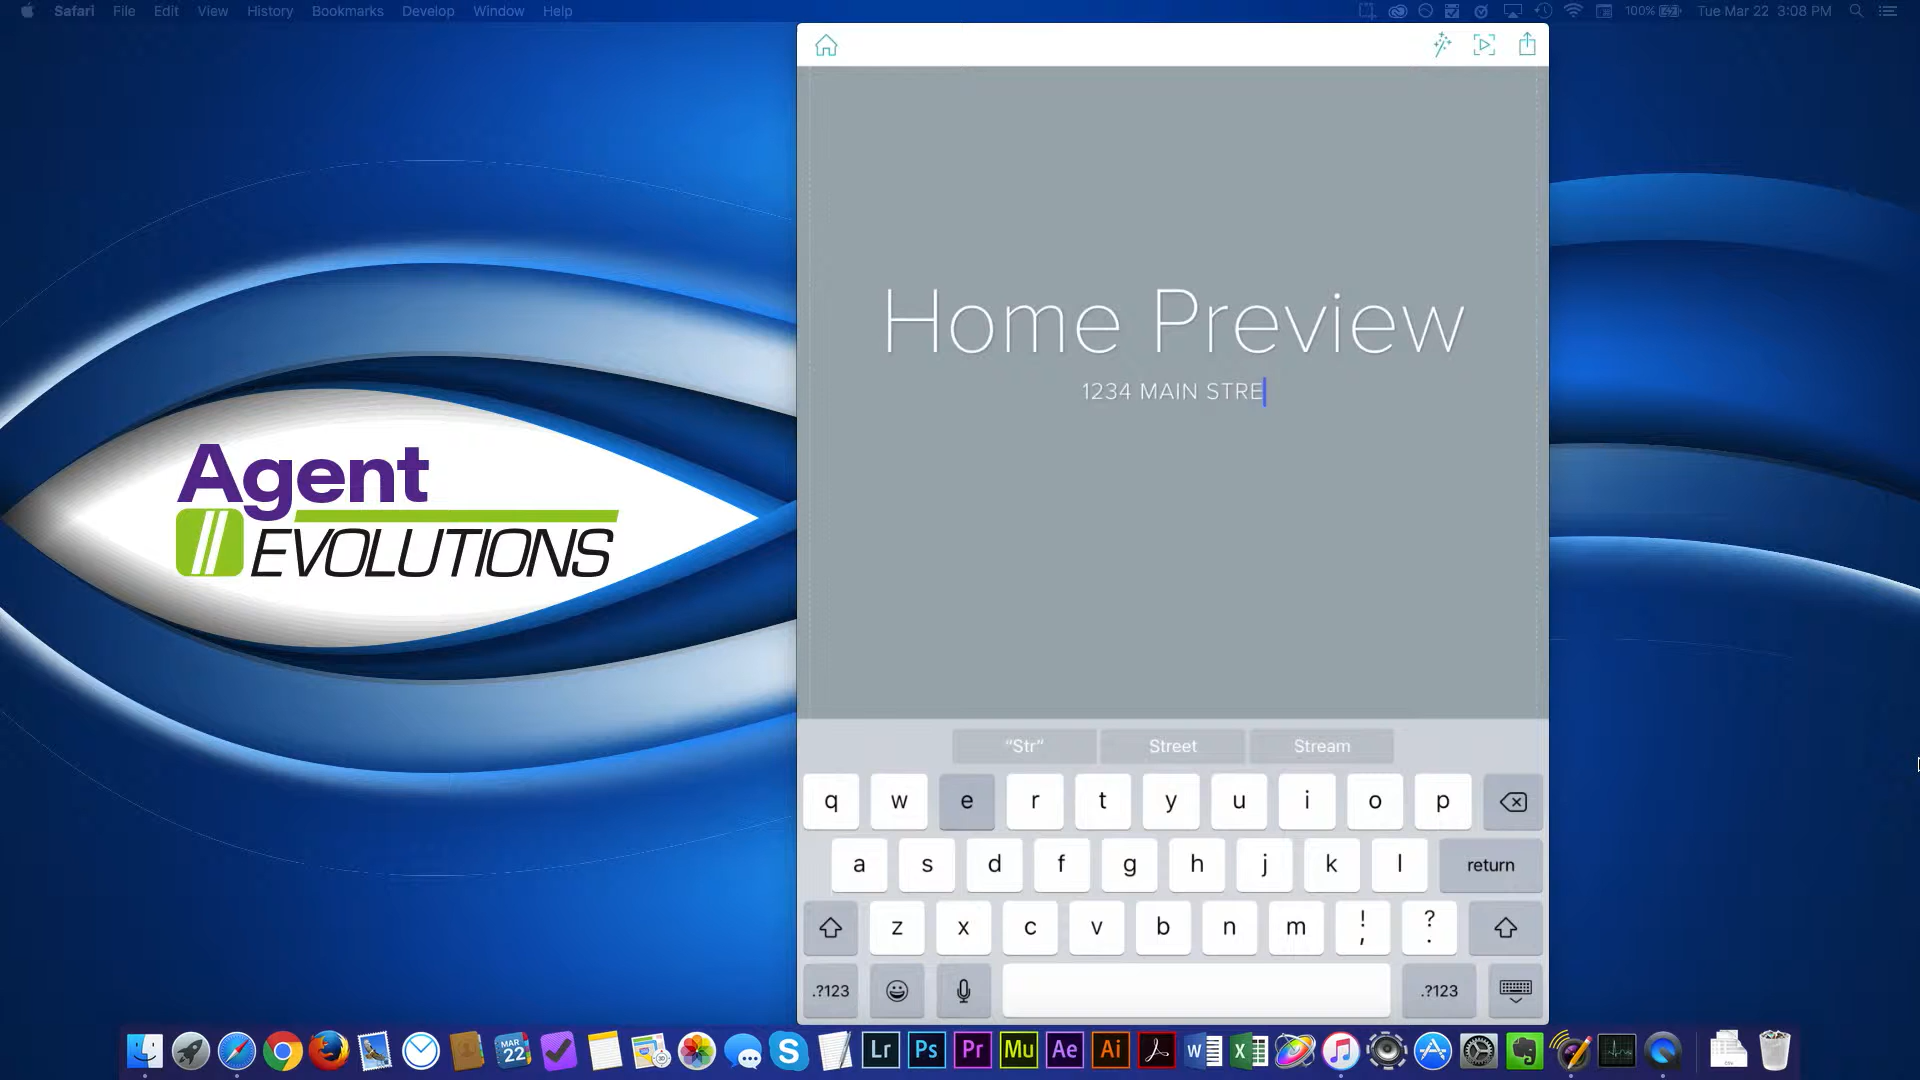 Safari File Edit View History Bookmarks Develop Window Help 100% Tue Mar 22 3:08 PM
Home Preview
1234 MAIN STRE
Agent
EVOLUTIONS
"Str" Street Stream
q w e r t y u i o p
a s d f g h j k l return
z x c v b n m ! , ? .
.?123 .?123
MAR 22 Lr Ps Pr Mu Ae Ai W X